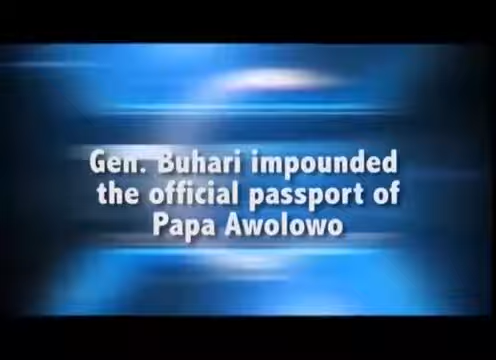 Gen. Buhari impounded
the official passport of
Papa Awolowo